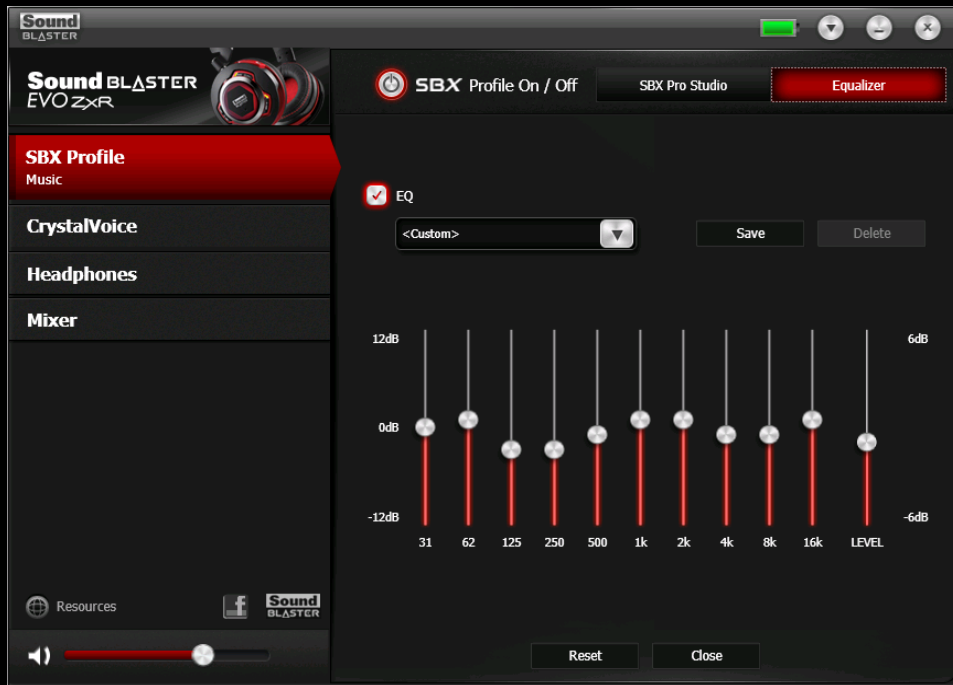 Sound
BLASTER
Sound BLASTER
EVO ZxR
SBX Profile On / Off
SBX Pro Studio
Equalizer
SBX Profile
Music
CrystalVoice
Headphones
Mixer
EQ
<Custom>
Save
Delete
12dB
6dB
0dB
-12dB
-6dB
31 62 125 250 500 1k 2k 4k 8k 16k LEVEL
Resources
f
Sound
BLASTER
Reset
Close